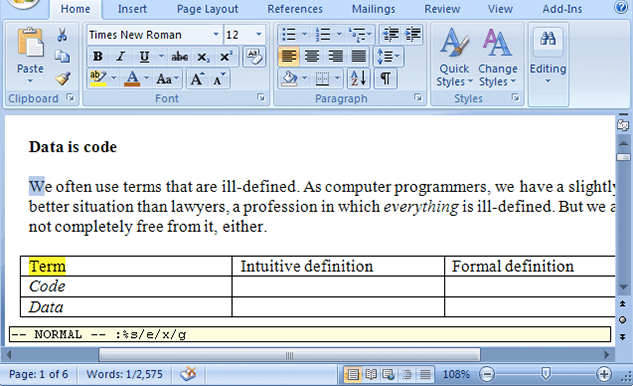 Home Insert Page Layout References Mailings Review View Add-Ins
Times New Roman 12
Paste B I U abc X₂ X² Quick Styles Change Styles Editing
ab A Aa A A
Clipboard Font Paragraph Styles
Data is code
We often use terms that are ill-defined. As computer programmers, we have a slightly
better situation than lawyers, a profession in which everything is ill-defined. But we a
not completely free from it, either.
Term Intuitive definition Formal definition
Code
Data
-- NORMAL -- :%s/e/x/g
Page: 1 of 6 Words: 1/2,575 108%